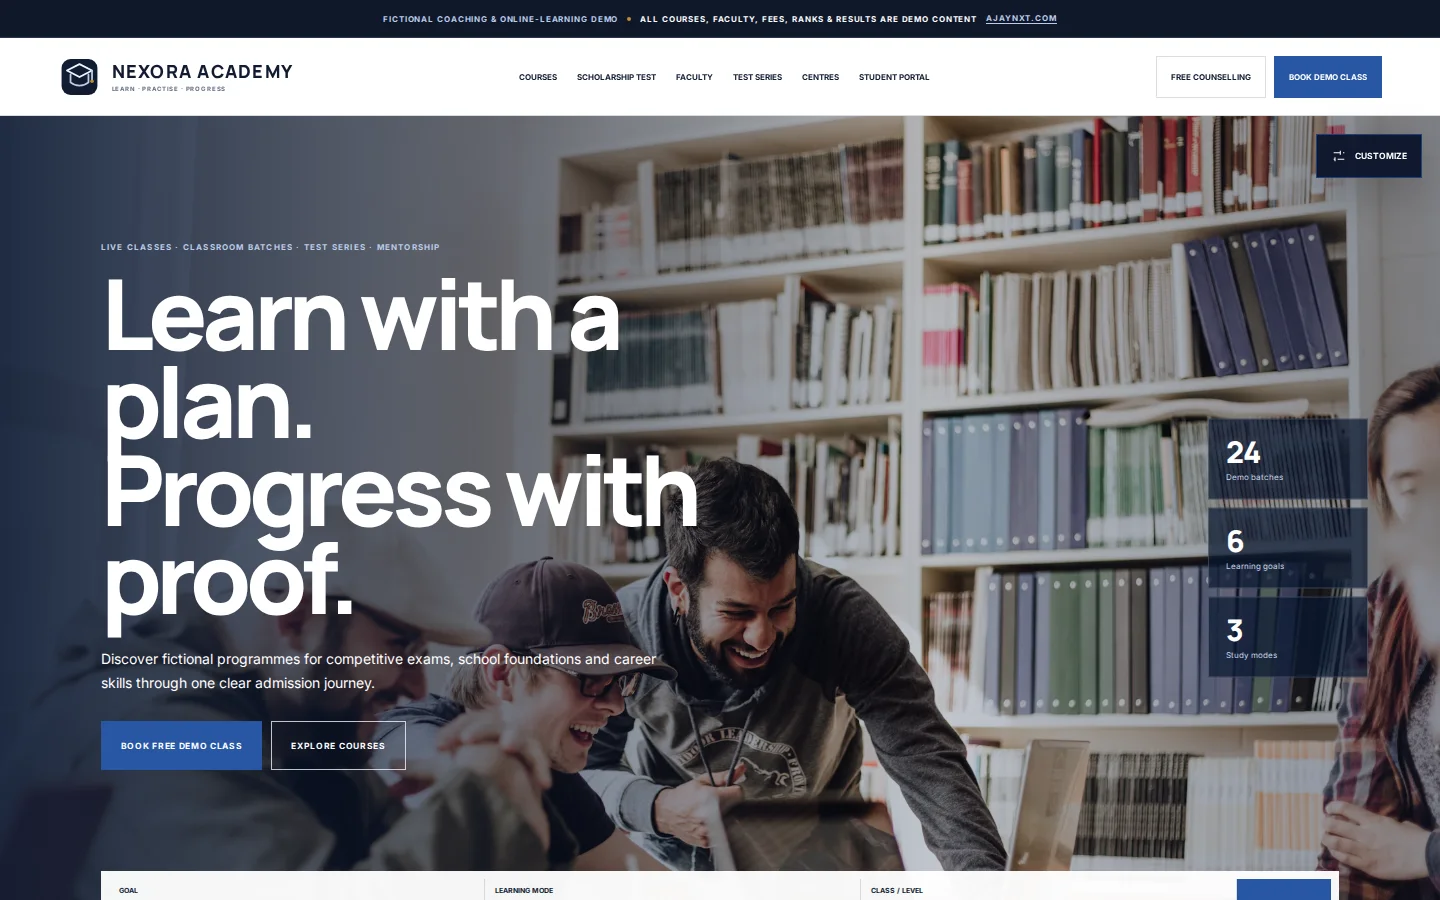 FICTIONAL COACHING & ONLINE-LEARNING DEMO • ALL COURSES, FACULTY, FEES, RANKS & RESULTS ARE DEMO CONTENT AJAYNXT.COM
NEXORA ACADEMY
LEARN · PRACTISE · PROGRESS
COURSES SCHOLARSHIP TEST FACULTY TEST SERIES CENTRES STUDENT PORTAL
FREE COUNSELLING
BOOK DEMO CLASS
CUSTOMIZE
LIVE CLASSES · CLASSROOM BATCHES · TEST SERIES · MENTORSHIP
Learn with a
plan.
Progress with
proof.
Discover fictional programmes for competitive exams, school foundations and career
skills through one clear admission journey.
BOOK FREE DEMO CLASS
EXPLORE COURSES
24
Demo batches
6
Learning goals
3
Study modes
GOAL
LEARNING MODE
CLASS / LEVEL